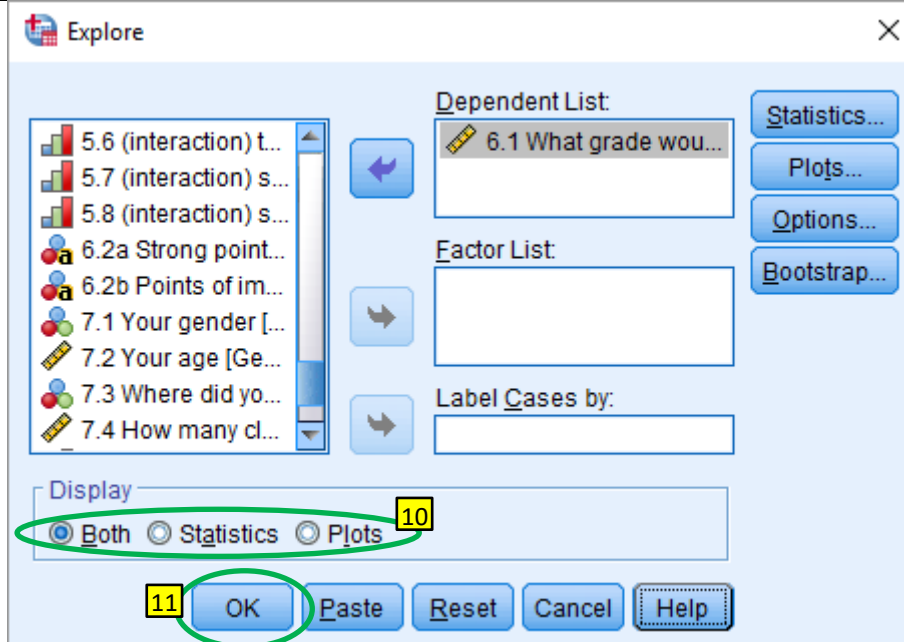 Explore
Dependent List:
6.1 What grade wou...
5.6 (interaction) t...
5.7 (interaction) s...
5.8 (interaction) s...
6.2a Strong point...
6.2b Points of im...
7.1 Your gender [...
7.2 Your age [Ge...
7.3 Where did yo...
7.4 How many cl...
Factor List:
Label Cases by:
Statistics...
Plots...
Options...
Bootstrap...
Display
Both Statistics Plots
10
11
OK Paste Reset Cancel Help